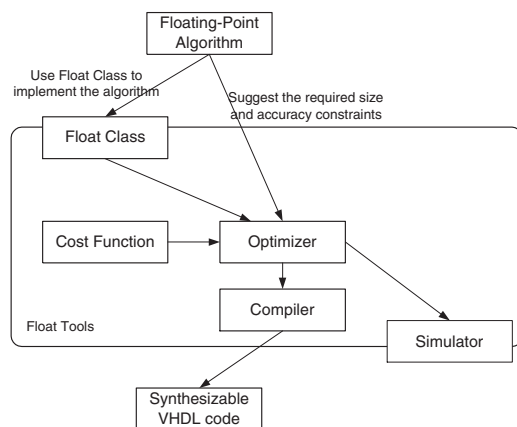 Floating-Point
Algorithm
Use Float Class to
implement the algorithm
Suggest the required size
and accuracy constraints
Float Class
Cost Function
Optimizer
Compiler
Float Tools
Simulator
Synthesizable
VHDL code